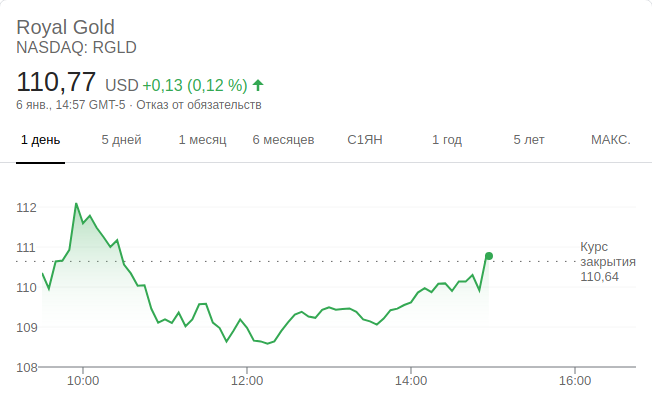 Royal Gold
NASDAQ: RGLD
110,77 USD +0,13 (0,12 %)
6 янв., 14:57 GMT-5 · Отказ от обязательств
1 день 5 дней 1 месяц 6 месяцев С1ЯН 1 год 5 лет МАКС.
112
111
110
109
108
Курс
закрытия
110,64
10:00 12:00 14:00 16:00